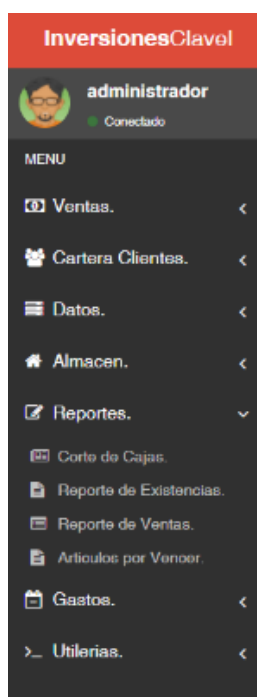 InversionesClavel
administrador
Conectado
MENU
Ventas.
Cartera Clientes.
Datos.
Almacen.
Reportes.
Corte de Cajas.
Reporte de Existencias.
Reporte de Ventas.
Articulos por Vencer.
Gastos.
Utilerias.